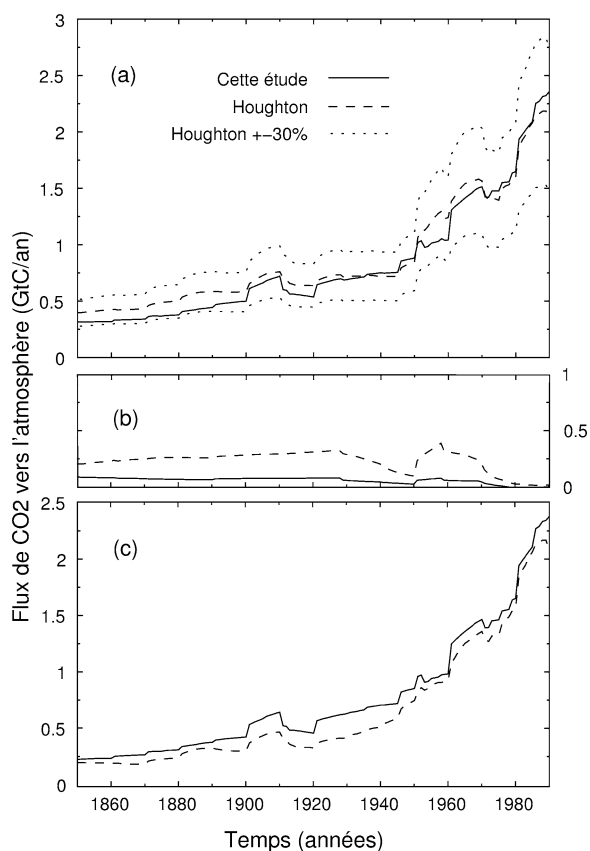 3
(a)
Cette étude
2.5
Houghton
Houghton +−30%
2
1.5
1
0.5
0
Flux de CO2 vers l'atmosphère (GtC/an)
1
(b)
0.5
0
2.5
(c)
2
1.5
1
0.5
0
1860 1880 1900 1920 1940 1960 1980
Temps (années)